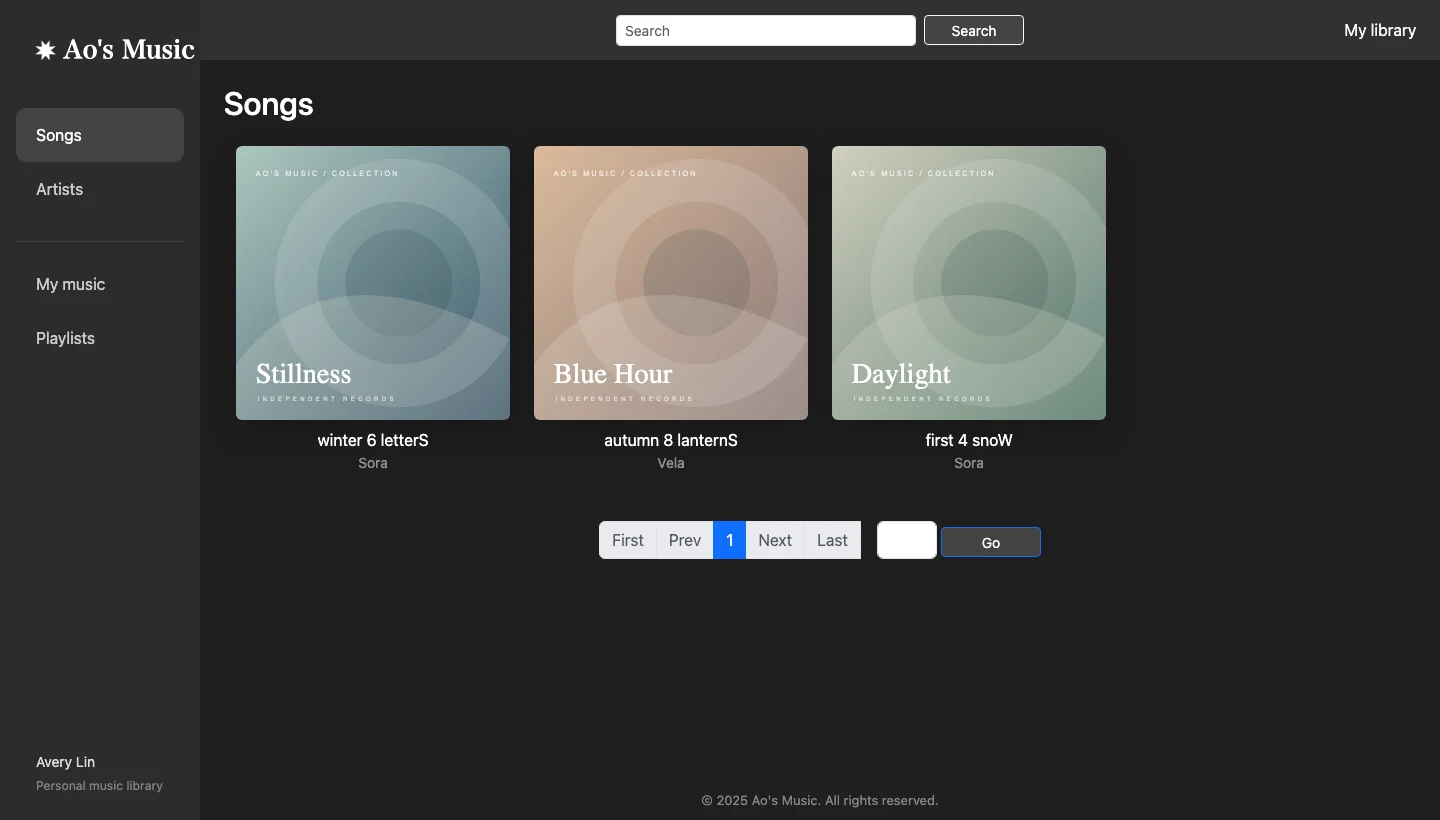 Ao's Music
Search
Search
My library
Songs
Artists
My music
Playlists
Avery Lin
Personal music library
Songs
AO'S MUSIC / COLLECTION
Stillness
INDEPENDENT RECORDS
winter 6 letterS
Sora
AO'S MUSIC / COLLECTION
Blue Hour
INDEPENDENT RECORDS
autumn 8 lanternS
Vela
AO'S MUSIC / COLLECTION
Daylight
INDEPENDENT RECORDS
first 4 snoW
Sora
First Prev 1 Next Last Go
© 2025 Ao's Music. All rights reserved.